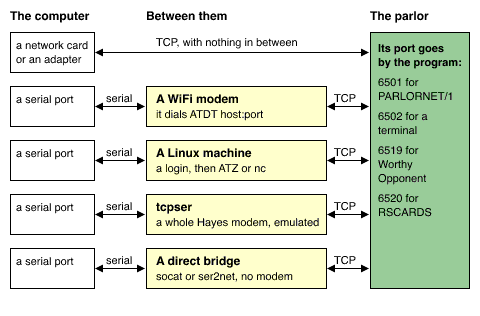 The computer
Between them
The parlor
a network card
or an adapter
TCP, with nothing in between
Its port goes
by the program:
6501 for
PARLORNET/1
6502 for a
terminal
6519 for
Worthy
Opponent
6520 for
RSCARDS
a serial port
serial
A WiFi modem
it dials ATDT host:port
TCP
a serial port
serial
A Linux machine
a login, then ATZ or nc
TCP
a serial port
serial
tcpser
a whole Hayes modem, emulated
TCP
a serial port
serial
A direct bridge
socat or ser2net, no modem
TCP